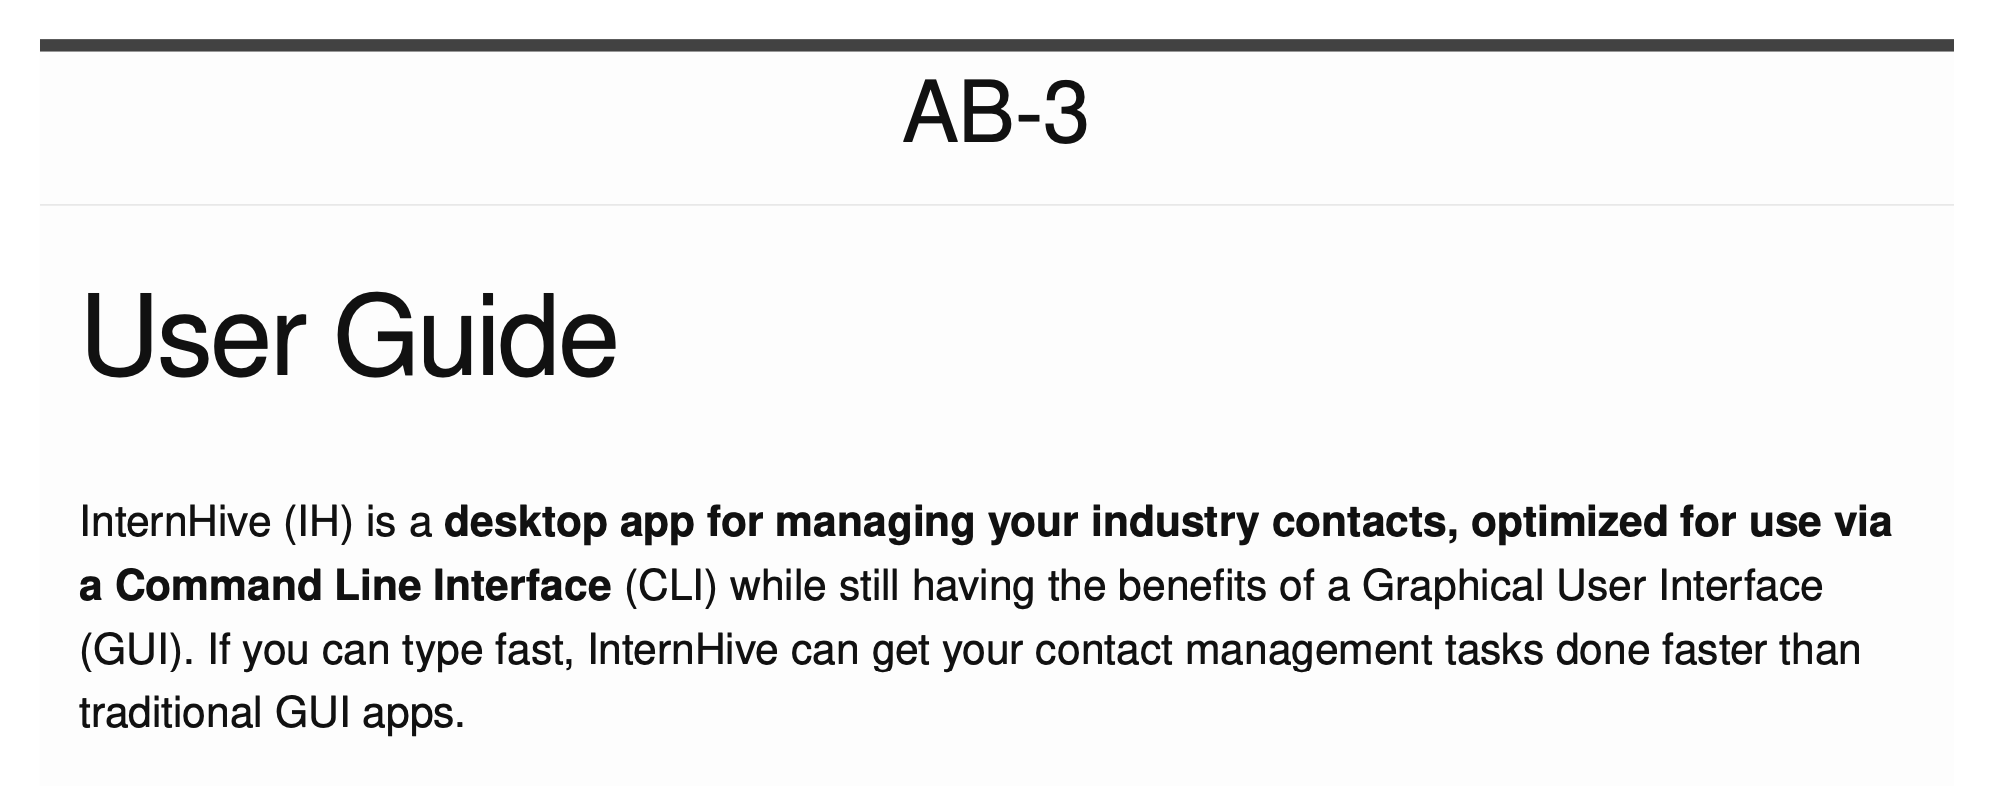 AB-3
User Guide
InternHive (IH) is a desktop app for managing your industry contacts, optimized for use via
a Command Line Interface (CLI) while still having the benefits of a Graphical User Interface
(GUI). If you can type fast, InternHive can get your contact management tasks done faster than
traditional GUI apps.